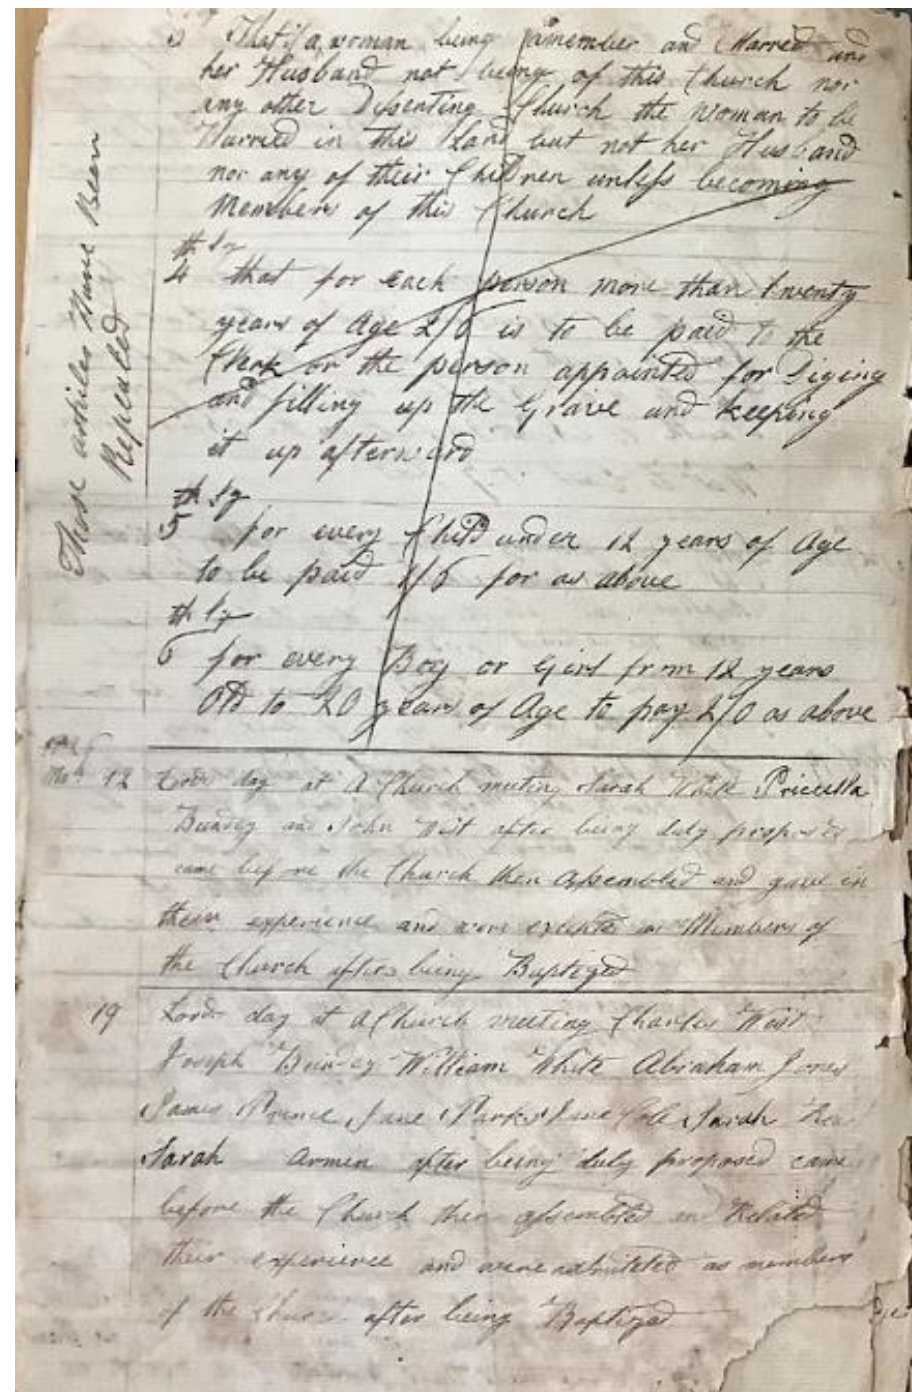 3 That if a woman being a member and Marred and
her Husband not being of this Church nor
any other Disenting Church the woman to be
Burried in this Land but not her Husband
nor any of their Children unless becoming
Members of this Church
4 that for each person more than twenty
years of Age 2/6 is to be paid to the
Clerk or the person appointed for Diging
and filling up the Grave and keeping
it up afterward
5 for every Child under 12 years of Age
to be paid 1/6 for as above
6 for every Boy or Girl from 12 years
Old to 20 years of Age to pay 2/0 as above
These articles Have Been
Repealed
12 Lords day at A Church meeting Sarah White Pricella
Bundey and John West after being duly proposed
came before the Church then Assembled and gave in
their experience and were as Members of
the Church after being Baptized
19 Lords day at A Church meeting Charles West
Joseph Bundey William White Abraham Jones
James Prince Jane Parks Jane Sarah
Sarah Armen after being duly proposed came
before the Church then assembled and Related
their experience and were admitted as members
of the Church after being Baptized